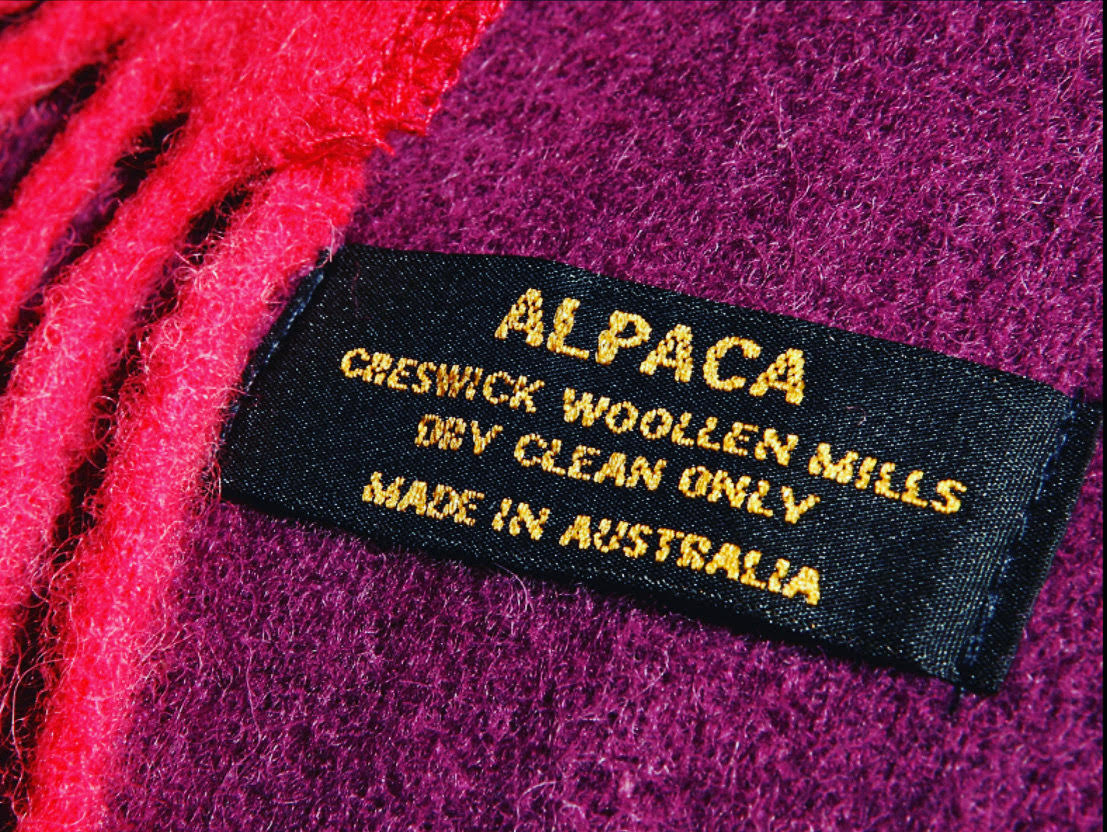 ALPACA
CRESWICK WOOLLEN MILLS
DRY CLEAN ONLY
MADE IN AUSTRALIA